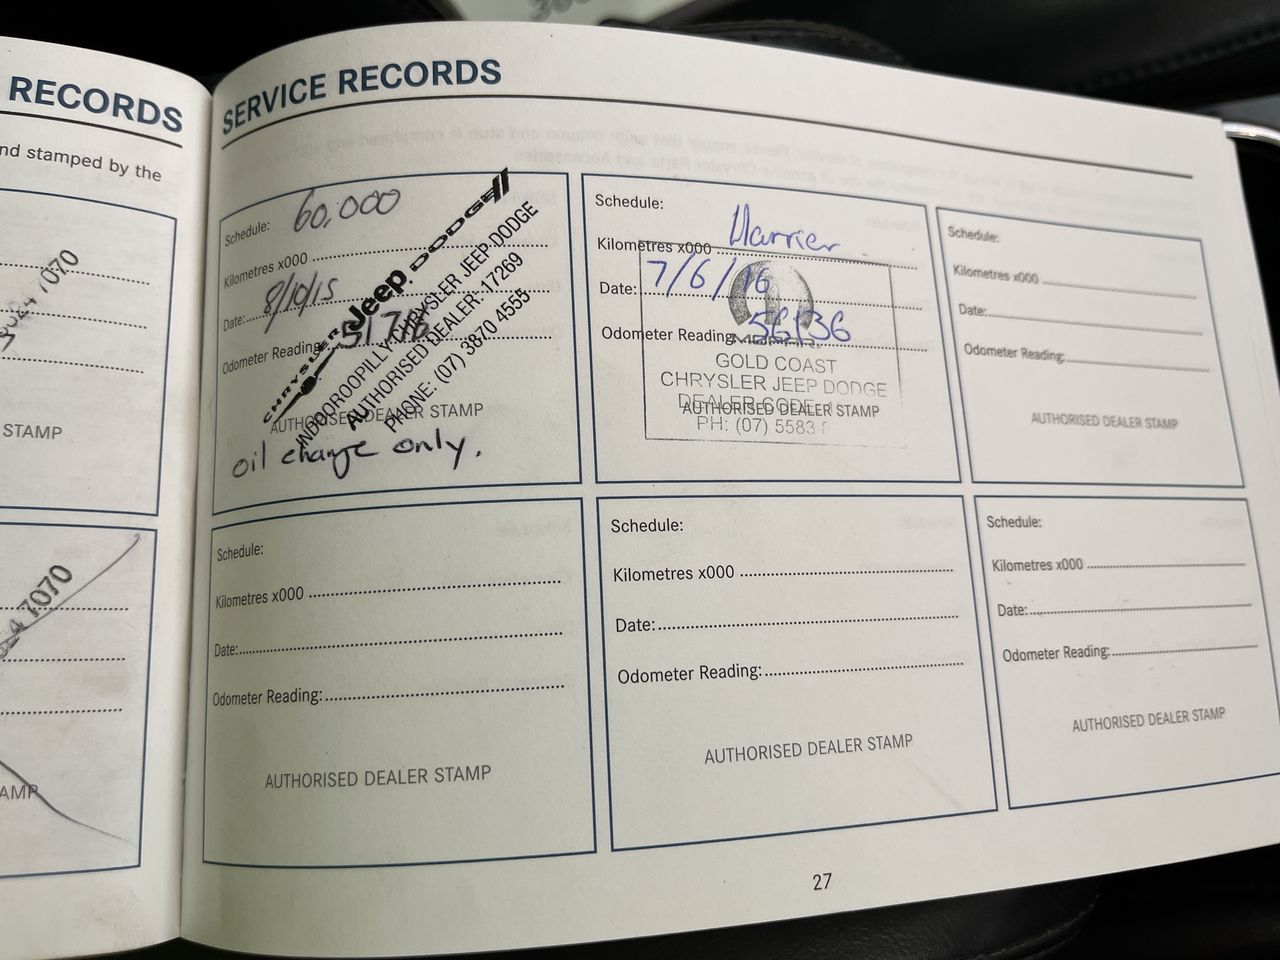 RECORDS
nd stamped by the
7070
STAMP
7070
SERVICE RECORDS
Schedule: 60,000
Kilometres x000
Date: 8/10/15
Odometer Reading:
CHRYSLER Jeep DODGE
INDOOROOPILLY CHRYSLER JEEP DODGE
AUTHORISED DEALER: 17269
PHONE: (07) 3870 4555
AUTHORISED DEALER STAMP
oil change only.
Schedule:
Kilometres x000
Date: 7/6/16
Odometer Reading: 56136
MOPAR
GOLD COAST
CHRYSLER JEEP DODGE
DEALER CODE
AUTHORISED DEALER STAMP
PH: (07) 5583
Schedule:
Kilometres x000
Date:
Odometer Reading:
AUTHORISED DEALER STAMP
Schedule:
Kilometres x000
Date:
Odometer Reading:
AUTHORISED DEALER STAMP
Schedule:
Kilometres x000
Date:
Odometer Reading:
AUTHORISED DEALER STAMP
Schedule:
Kilometres x000
Date:
Odometer Reading:
AUTHORISED DEALER STAMP
27